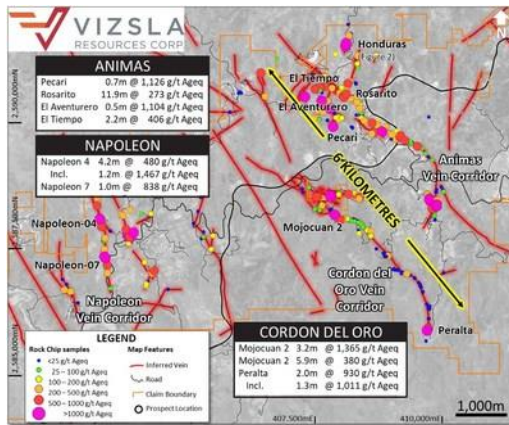 VIZSLA
RESOURCES CORP
ANIMAS
Pecari 0.7m @ 1,126 g/t Ageq
Rosarito 11.9m @ 273 g/t Ageq
El Aventurero 0.5m @ 1,104 g/t Ageq
El Tiempo 2.2m @ 406 g/t Ageq
NAPOLEON
Napoleon 4 4.2m @ 480 g/t Ageq
Incl. 1.2m @ 1,467 g/t Ageq
Napoleon 7 1.0m @ 838 g/t Ageq
Honduras
(Figure 2)
El Tiempo
Rosarito
El Aventurero
Pecari
Animas
Vein Corridor
6 KILOMETRES
Mojocuan 2
Napoleon-04
Napoleon-07
Napoleon
Vein Corridor
Cordon del
Oro Vein
Corridor
Peralta
CORDON DEL ORO
Mojocuan 2 3.2m @ 1,365 g/t Ageq
Mojocuan 2 5.9m @ 380 g/t Ageq
Peralta 2.0m @ 930 g/t Ageq
Incl. 1.3m @ 1,011 g/t Ageq
LEGEND
Rock Chip samples
<25 g/t Ageq
25 – 100 g/t Ageq
100 – 200 g/t Ageq
200 – 500 g/t Ageq
500 – 1000 g/t Ageq
>1000 g/t Ageq
Map Features
Inferred Vein
Road
Claim Boundary
Prospect Location
2,590,000mN
2,585,000mN
407,500mE
410,000mE
1,000m